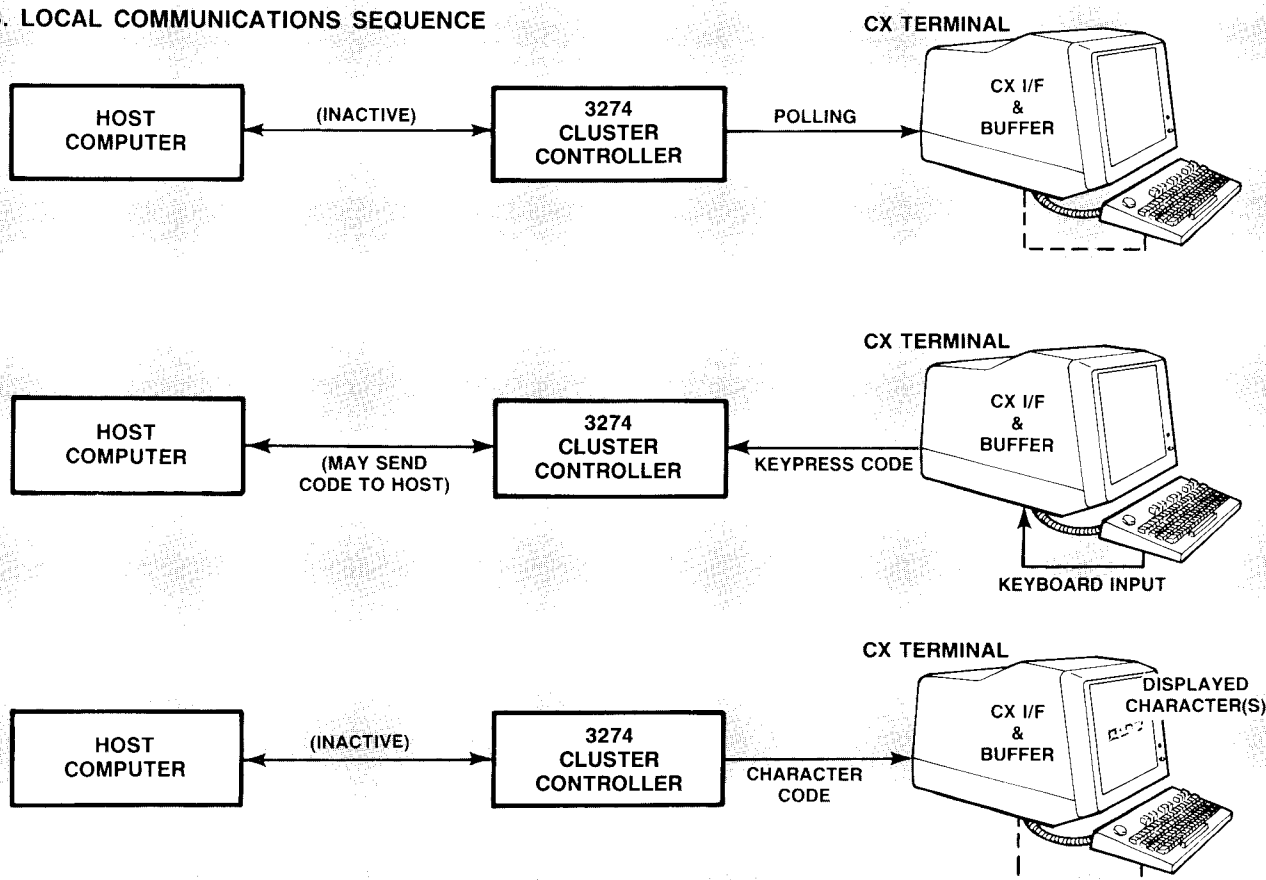 . LOCAL COMMUNICATIONS SEQUENCE
CX TERMINAL
HOST
COMPUTER
(INACTIVE)
3274
CLUSTER
CONTROLLER
POLLING
CX I/F
&
BUFFER
CX TERMINAL
HOST
COMPUTER
(MAY SEND
CODE TO HOST)
3274
CLUSTER
CONTROLLER
KEYPRESS CODE
CX I/F
&
BUFFER
KEYBOARD INPUT
CX TERMINAL
HOST
COMPUTER
(INACTIVE)
3274
CLUSTER
CONTROLLER
CHARACTER
CODE
CX I/F
&
BUFFER
DISPLAYED
CHARACTER(S)